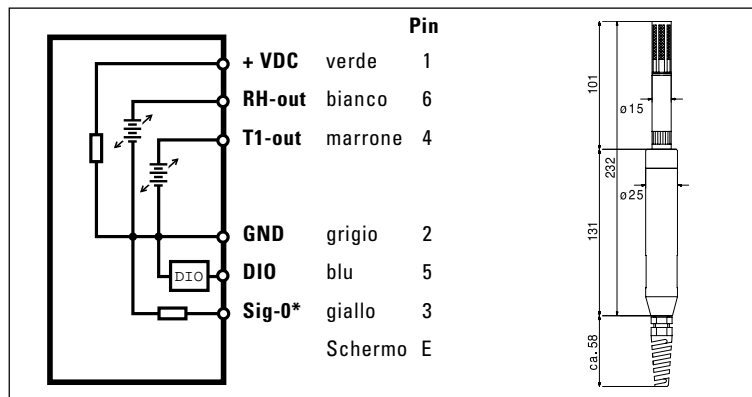 Pin
+ VDC verde 1
RH-out bianco 6
T1-out marrone 4
GND grigio 2
DIO DIO blu 5
Sig-0* giallo 3
Schermo E
101
ø15
232
ø25
131
ca.58